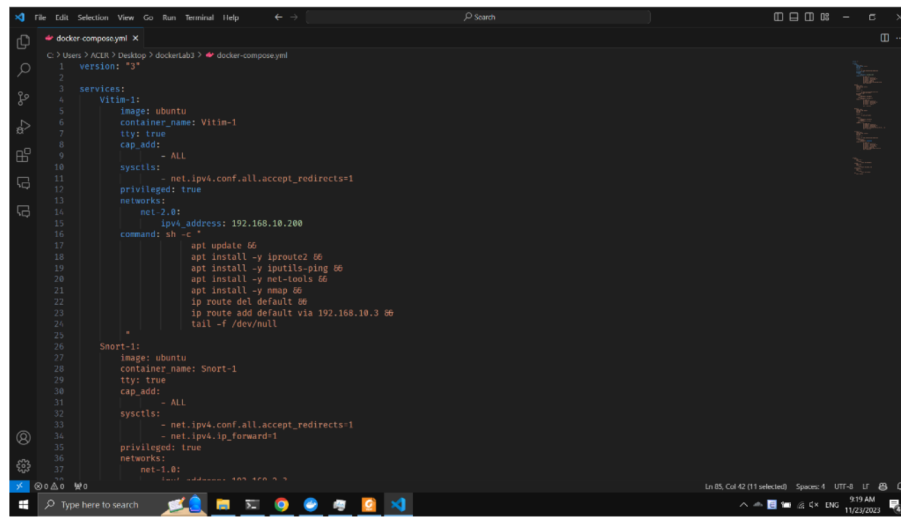 File Edit Selection View Go Run Terminal Help
Search
docker-compose.yml
C: > Users > ACER > Desktop > dockerLab3 > docker-compose.yml
1 version: "3"
2
3 services:
4 Vitim-1:
5 image: ubuntu
6 container_name: Vitim-1
7 tty: true
8 cap_add:
9 - ALL
10 sysctls:
11 - net.ipv4.conf.all.accept_redirects=1
12 privileged: true
13 networks:
14 net-2.0:
15 ipv4_address: 192.168.10.200
16 command: sh -c "
17 apt update &&
18 apt install -y iproute2 &&
19 apt install -y iputils-ping &&
20 apt install -y net-tools &&
21 apt install -y nmap &&
22 ip route del default &&
23 ip route add default via 192.168.10.3 &&
24 tail -f /dev/null
25 "
26 Snort-1:
27 image: ubuntu
28 container_name: Snort-1
29 tty: true
30 cap_add:
31 - ALL
32 sysctls:
33 - net.ipv4.conf.all.accept_redirects=1
34 - net.ipv4.ip_forward=1
35 privileged: true
36 networks:
37 net-1.0:
0 0 0
Ln 85, Col 42 (11 selected) Spaces: 4 UTF-8 LF
Type here to search
ENG
9:19 AM
11/23/2023